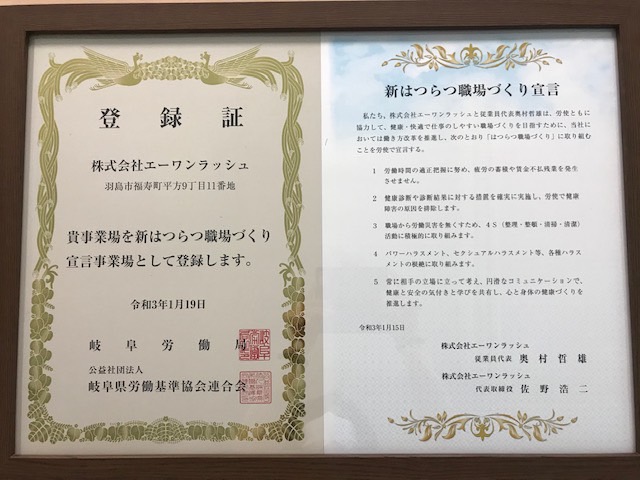 登録証
株式会社エーワンラッシュ
羽島市福寿町平方9丁目11番地
貴事業場を新はつらつ職場づくり
宣言事業場として登録します。
令和3年1月19日
岐阜労働局
公益社団法人
岐阜県労働基準協会連合会
新はつらつ職場づくり宣言
私たち、株式会社エーワンラッシュと従業員代表奥村哲雄は、労使ともに
協力して、健康・快適で仕事のしやすい職場づくりを目指すために、当社に
おいては働き方改革を推進し、次のとおり「はつらつ職場づくり」に取り組む
ことを労使で宣言する。
1 労働時間の適正把握に努め、疲労の蓄積や賃金不払残業を発生
させません。
2 健康診断や診断結果に対する措置を確実に実施し、労使で健康
障害の原因を排除します。
3 職場から労働災害を無くすため、4S（整理・整頓・清掃・清潔）
活動に積極的に取り組みます。
4 パワーハラスメント、セクシュアルハラスメント等、各種ハラス
メントの根絶に取り組みます。
5 常に相手の立場に立って考え、円滑なコミュニケーションで、
健康と安全の気付きと学びを共有し、心と身体の健康づくりを
推進します。
令和3年1月15日
株式会社エーワンラッシュ
従業員代表 奥村哲雄
株式会社エーワンラッシュ
代表取締役 佐野浩二